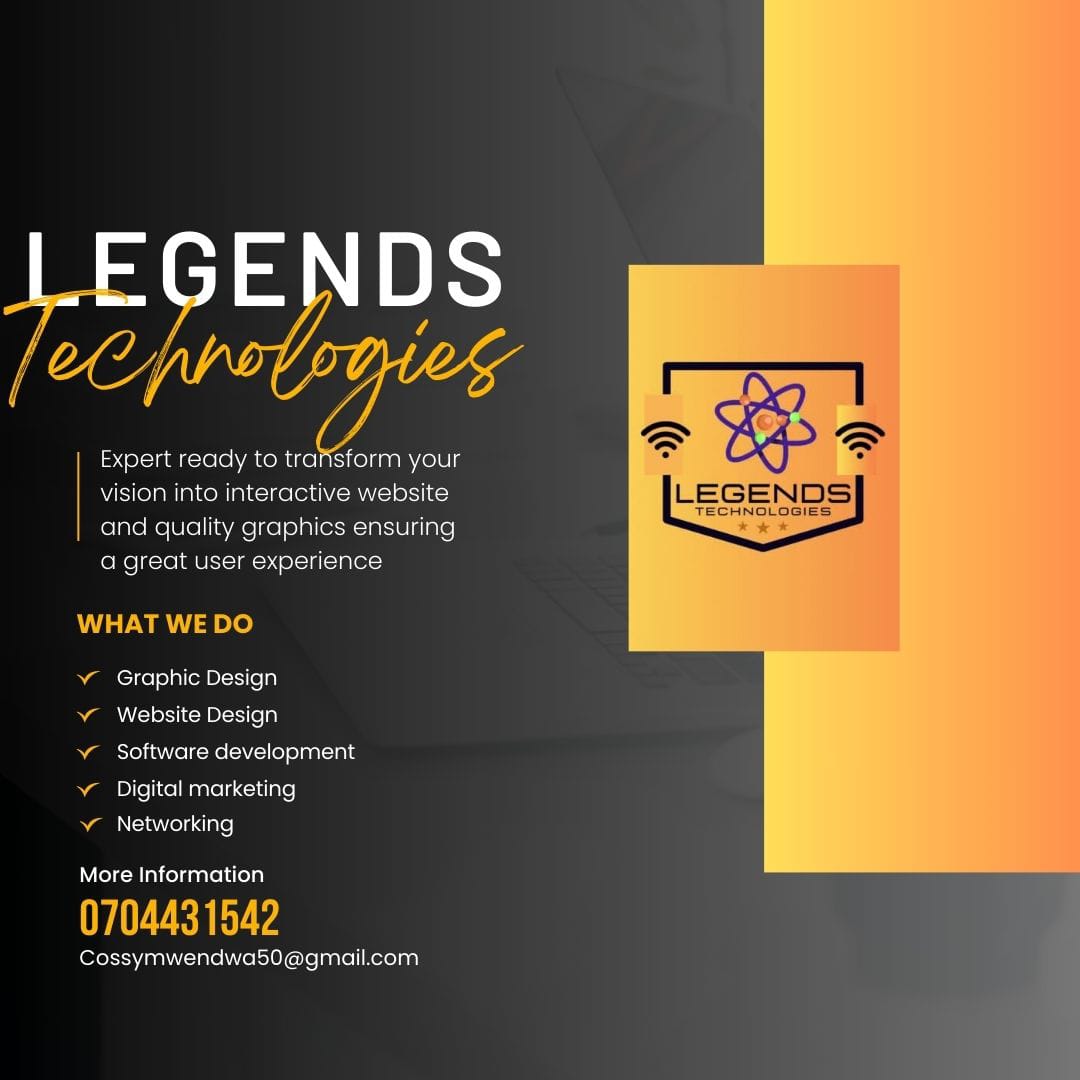 LEGENDS
Technologies
Expert ready to transform your
vision into interactive website
and quality graphics ensuring
a great user experience
WHAT WE DO
Graphic Design
Website Design
Software development
Digital marketing
Networking
More Information
0704431542
Cossymwendwa50@gmail.com
LEGENDS
TECHNOLOGIES